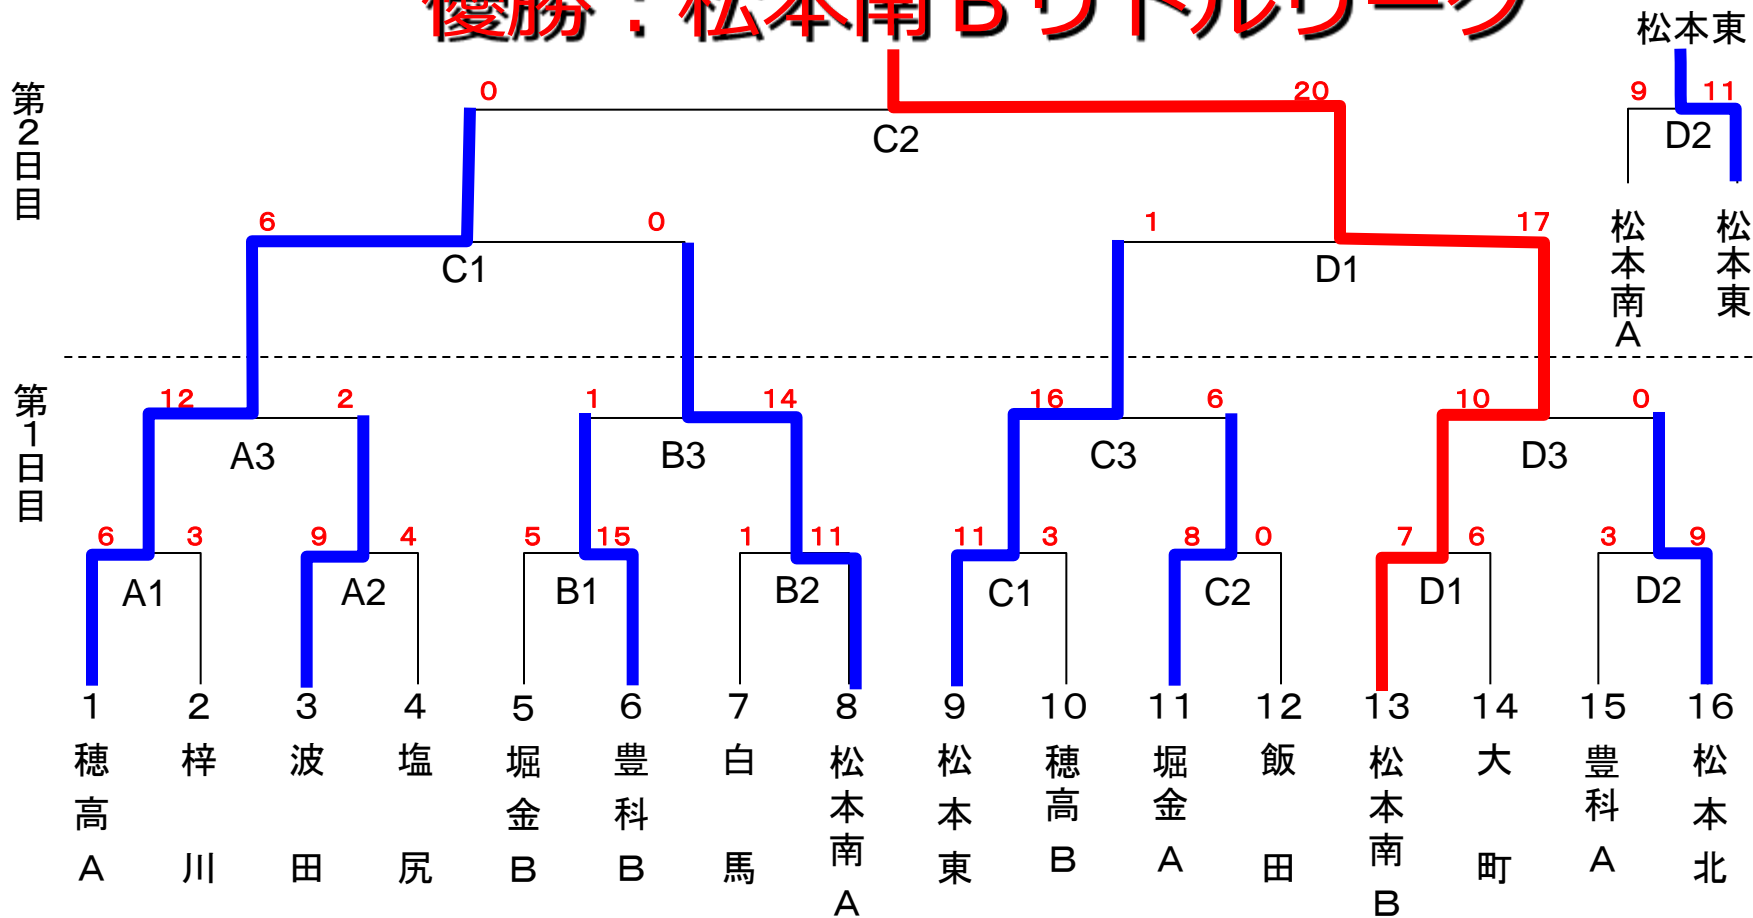 優勝：松本南Bリトルリーグ
松本東
第2日目
0
20
C2
9
11
D2
松本南A
松本東
6
0
C1
1
17
D1
第1日目
12
2
A3
1
14
B3
16
6
C3
10
0
D3
6
3
A1
9
4
A2
5
15
B1
1
11
B2
11
3
C1
8
0
C2
7
6
D1
3
9
D2
1
2
3
4
5
6
7
8
9
10
11
12
13
14
15
16
穂高A
梓川
波田
塩尻
堀金B
豊科B
白馬
松本南A
松本東
穂高B
堀金A
飯田
松本南B
大町
豊科A
松本北